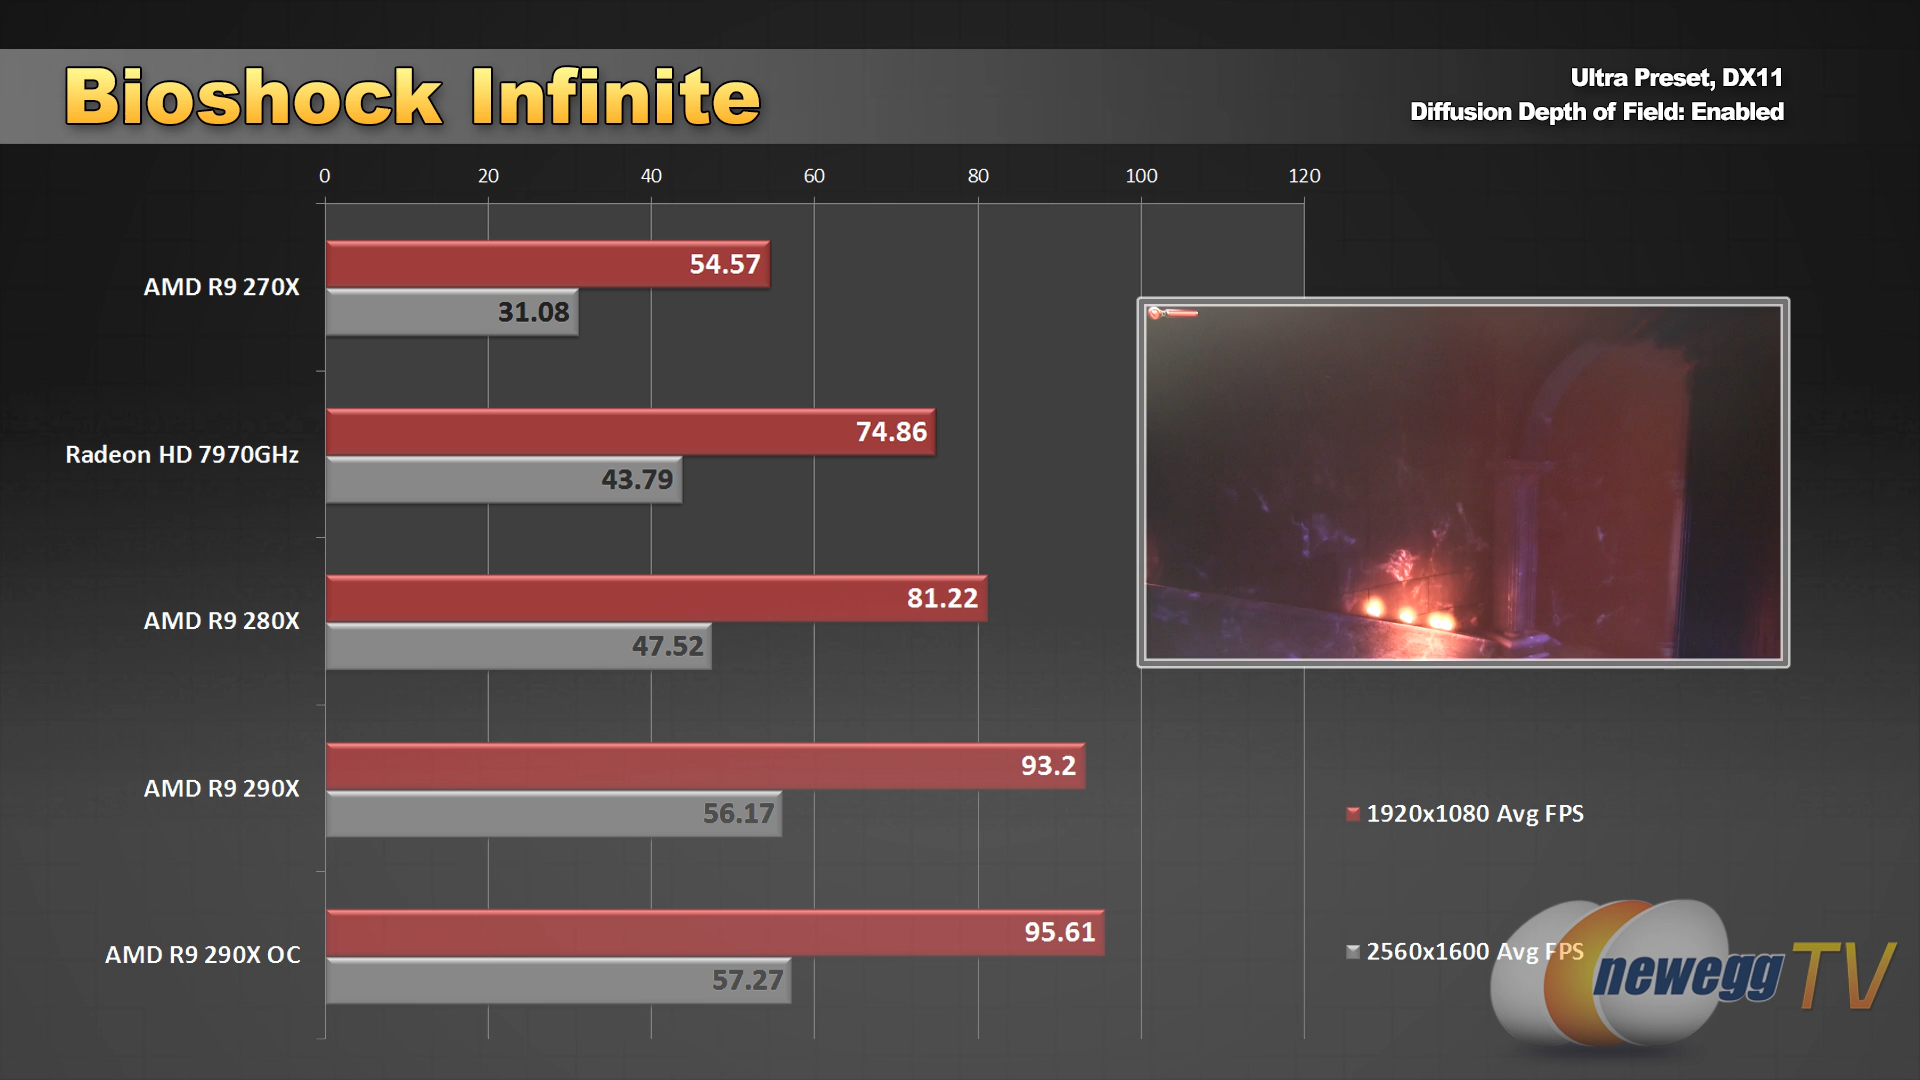 Bioshock Infinite
Ultra Preset, DX11
Diffusion Depth of Field: Enabled
0 20 40 60 80 100 120
AMD R9 270X
54.57
31.08
Radeon HD 7970GHz
74.86
43.79
AMD R9 280X
81.22
47.52
AMD R9 290X
93.2
56.17
AMD R9 290X OC
95.61
57.27
1920x1080 Avg FPS
2560x1600 Avg FPS
newegg TV